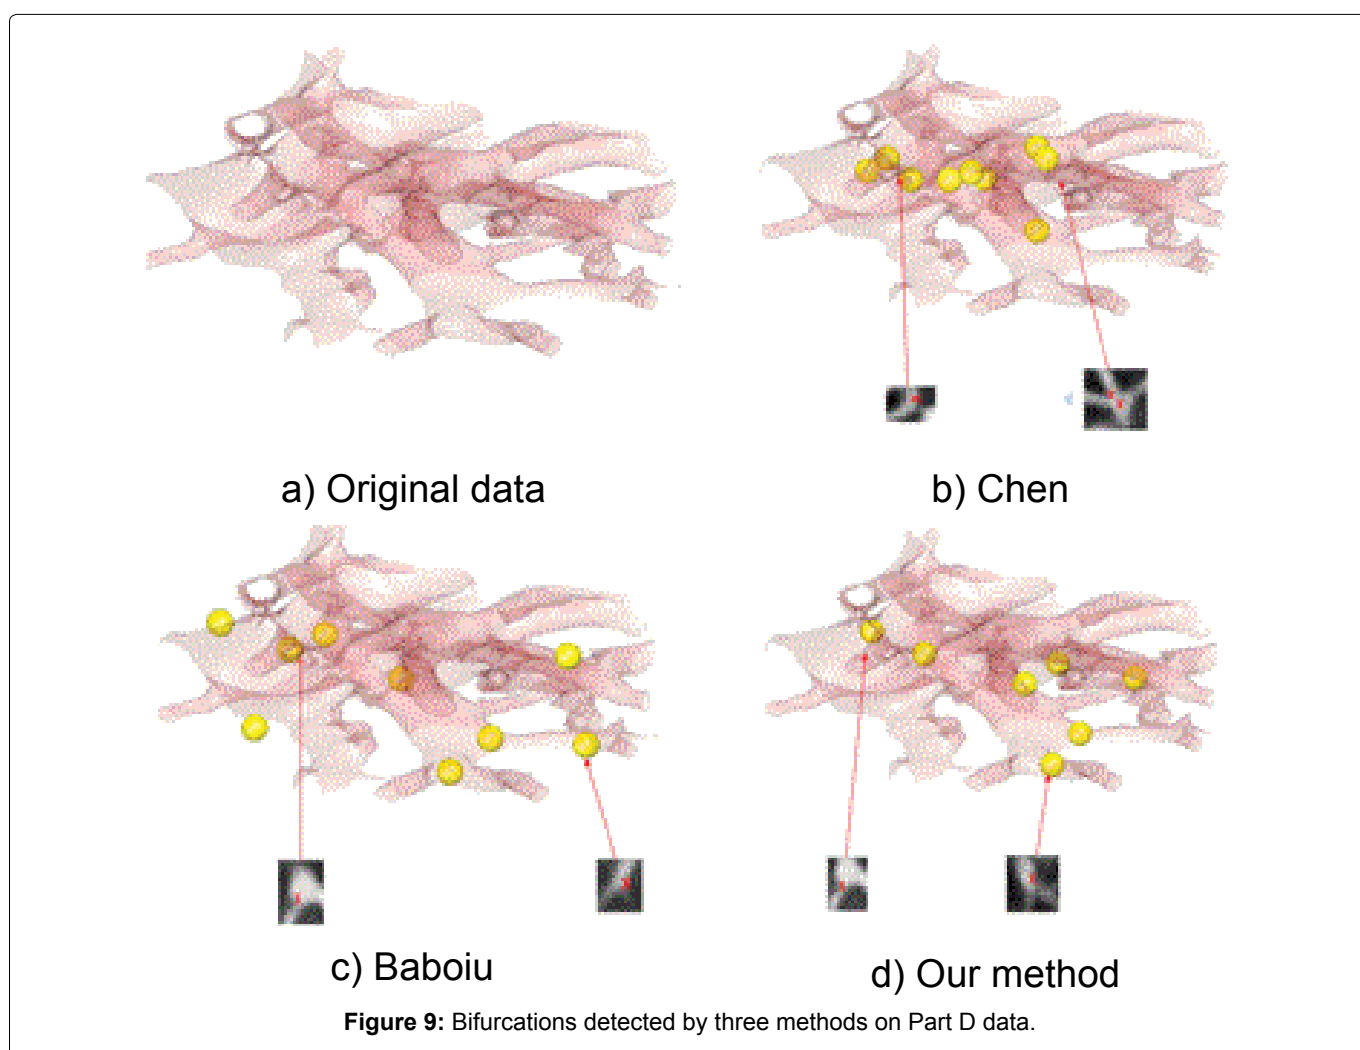 a) Original data
b) Chen
c) Baboiu
d) Our method
Figure 9: Bifurcations detected by three methods on Part D data.